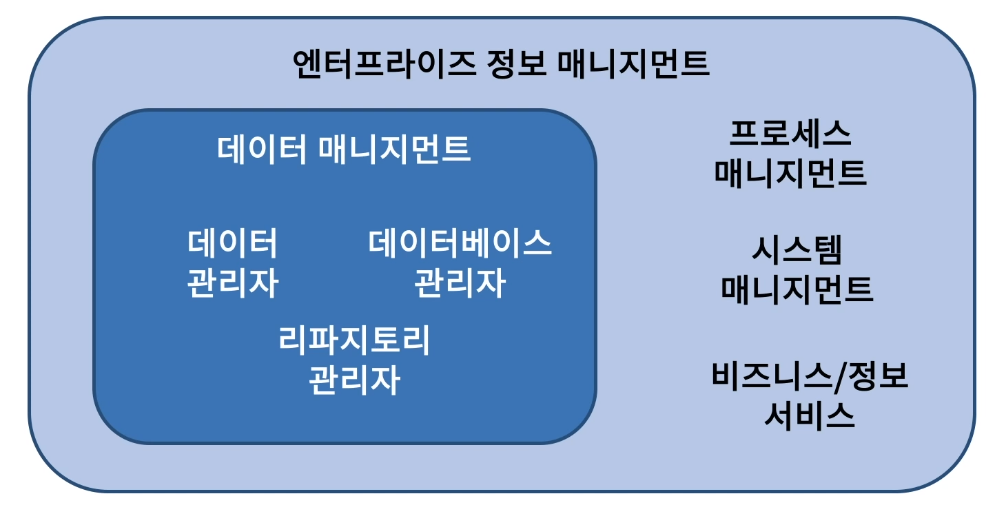 엔터프라이즈 정보 매니지먼트
데이터 매니지먼트
데이터
관리자
데이터베이스
관리자
리파지토리
관리자
프로세스
매니지먼트
시스템
매니지먼트
비즈니스/정보
서비스